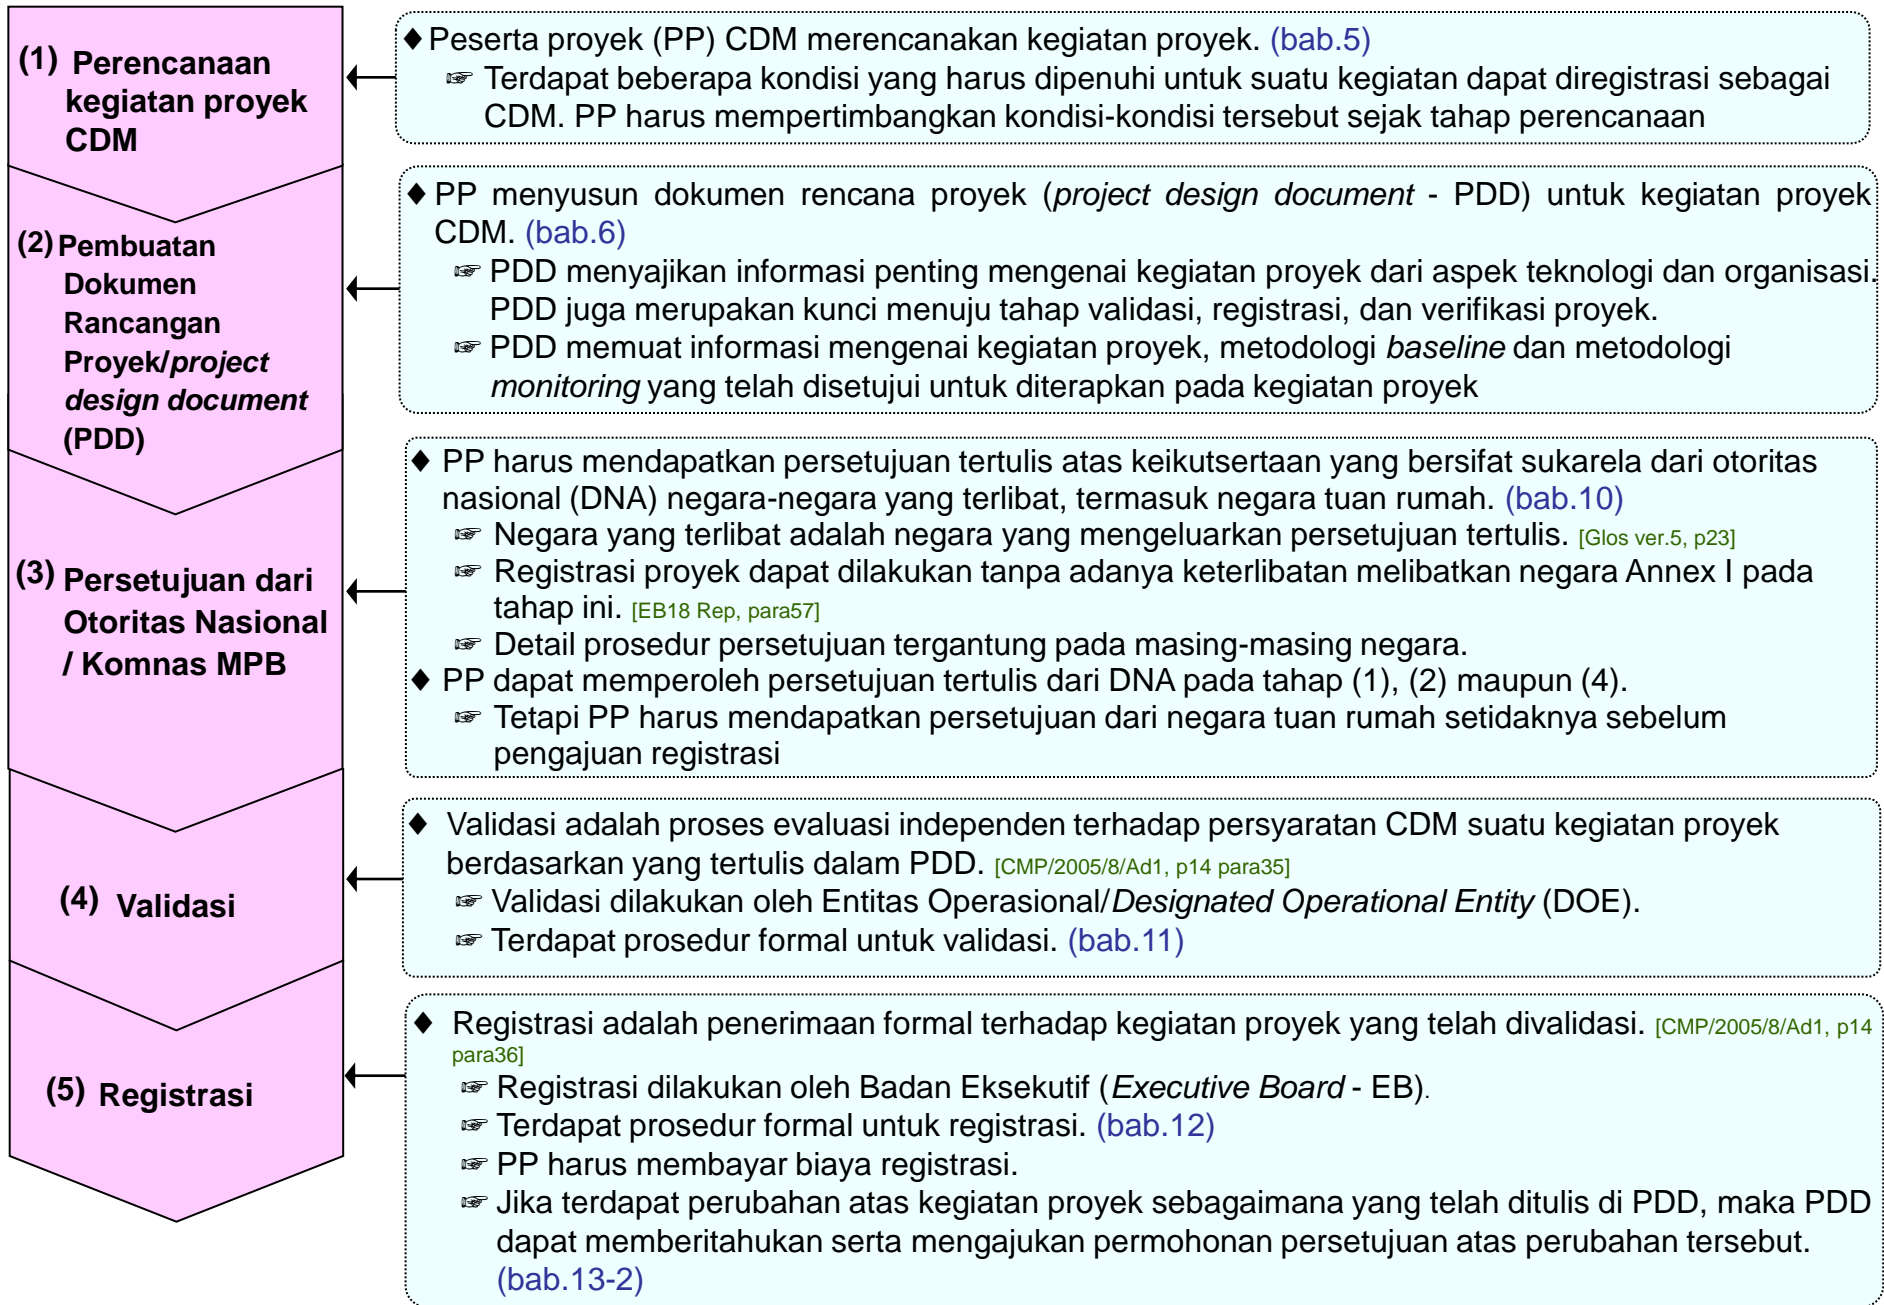 (1) Perencanaan
kegiatan proyek
CDM
♦ Peserta proyek (PP) CDM merencanakan kegiatan proyek. (bab.5)
☞ Terdapat beberapa kondisi yang harus dipenuhi untuk suatu kegiatan dapat diregistrasi sebagai
CDM. PP harus mempertimbangkan kondisi-kondisi tersebut sejak tahap perencanaan
(2) Pembuatan
Dokumen
Rancangan
Proyek/project
design document
(PDD)
♦ PP menyusun dokumen rencana proyek (project design document - PDD) untuk kegiatan proyek
CDM. (bab.6)
☞ PDD menyajikan informasi penting mengenai kegiatan proyek dari aspek teknologi dan organisasi.
PDD juga merupakan kunci menuju tahap validasi, registrasi, dan verifikasi proyek.
☞ PDD memuat informasi mengenai kegiatan proyek, metodologi baseline dan metodologi
monitoring yang telah disetujui untuk diterapkan pada kegiatan proyek
(3) Persetujuan dari
Otoritas Nasional
/ Komnas MPB
♦ PP harus mendapatkan persetujuan tertulis atas keikutsertaan yang bersifat sukarela dari otoritas
nasional (DNA) negara-negara yang terlibat, termasuk negara tuan rumah. (bab.10)
☞ Negara yang terlibat adalah negara yang mengeluarkan persetujuan tertulis. [Glos ver.5, p23]
☞ Registrasi proyek dapat dilakukan tanpa adanya keterlibatan melibatkan negara Annex I pada
tahap ini. [EB18 Rep, para57]
☞ Detail prosedur persetujuan tergantung pada masing-masing negara.
♦ PP dapat memperoleh persetujuan tertulis dari DNA pada tahap (1), (2) maupun (4).
☞ Tetapi PP harus mendapatkan persetujuan dari negara tuan rumah setidaknya sebelum
pengajuan registrasi
(4) Validasi
♦ Validasi adalah proses evaluasi independen terhadap persyaratan CDM suatu kegiatan proyek
berdasarkan yang tertulis dalam PDD. [CMP/2005/8/Ad1, p14 para35]
☞ Validasi dilakukan oleh Entitas Operasional/Designated Operational Entity (DOE).
☞ Terdapat prosedur formal untuk validasi. (bab.11)
(5) Registrasi
♦ Registrasi adalah penerimaan formal terhadap kegiatan proyek yang telah divalidasi. [CMP/2005/8/Ad1, p14
para36]
☞ Registrasi dilakukan oleh Badan Eksekutif (Executive Board - EB).
☞ Terdapat prosedur formal untuk registrasi. (bab.12)
☞ PP harus membayar biaya registrasi.
☞ Jika terdapat perubahan atas kegiatan proyek sebagaimana yang telah ditulis di PDD, maka PDD
dapat memberitahukan serta mengajukan permohonan persetujuan atas perubahan tersebut.
(bab.13-2)